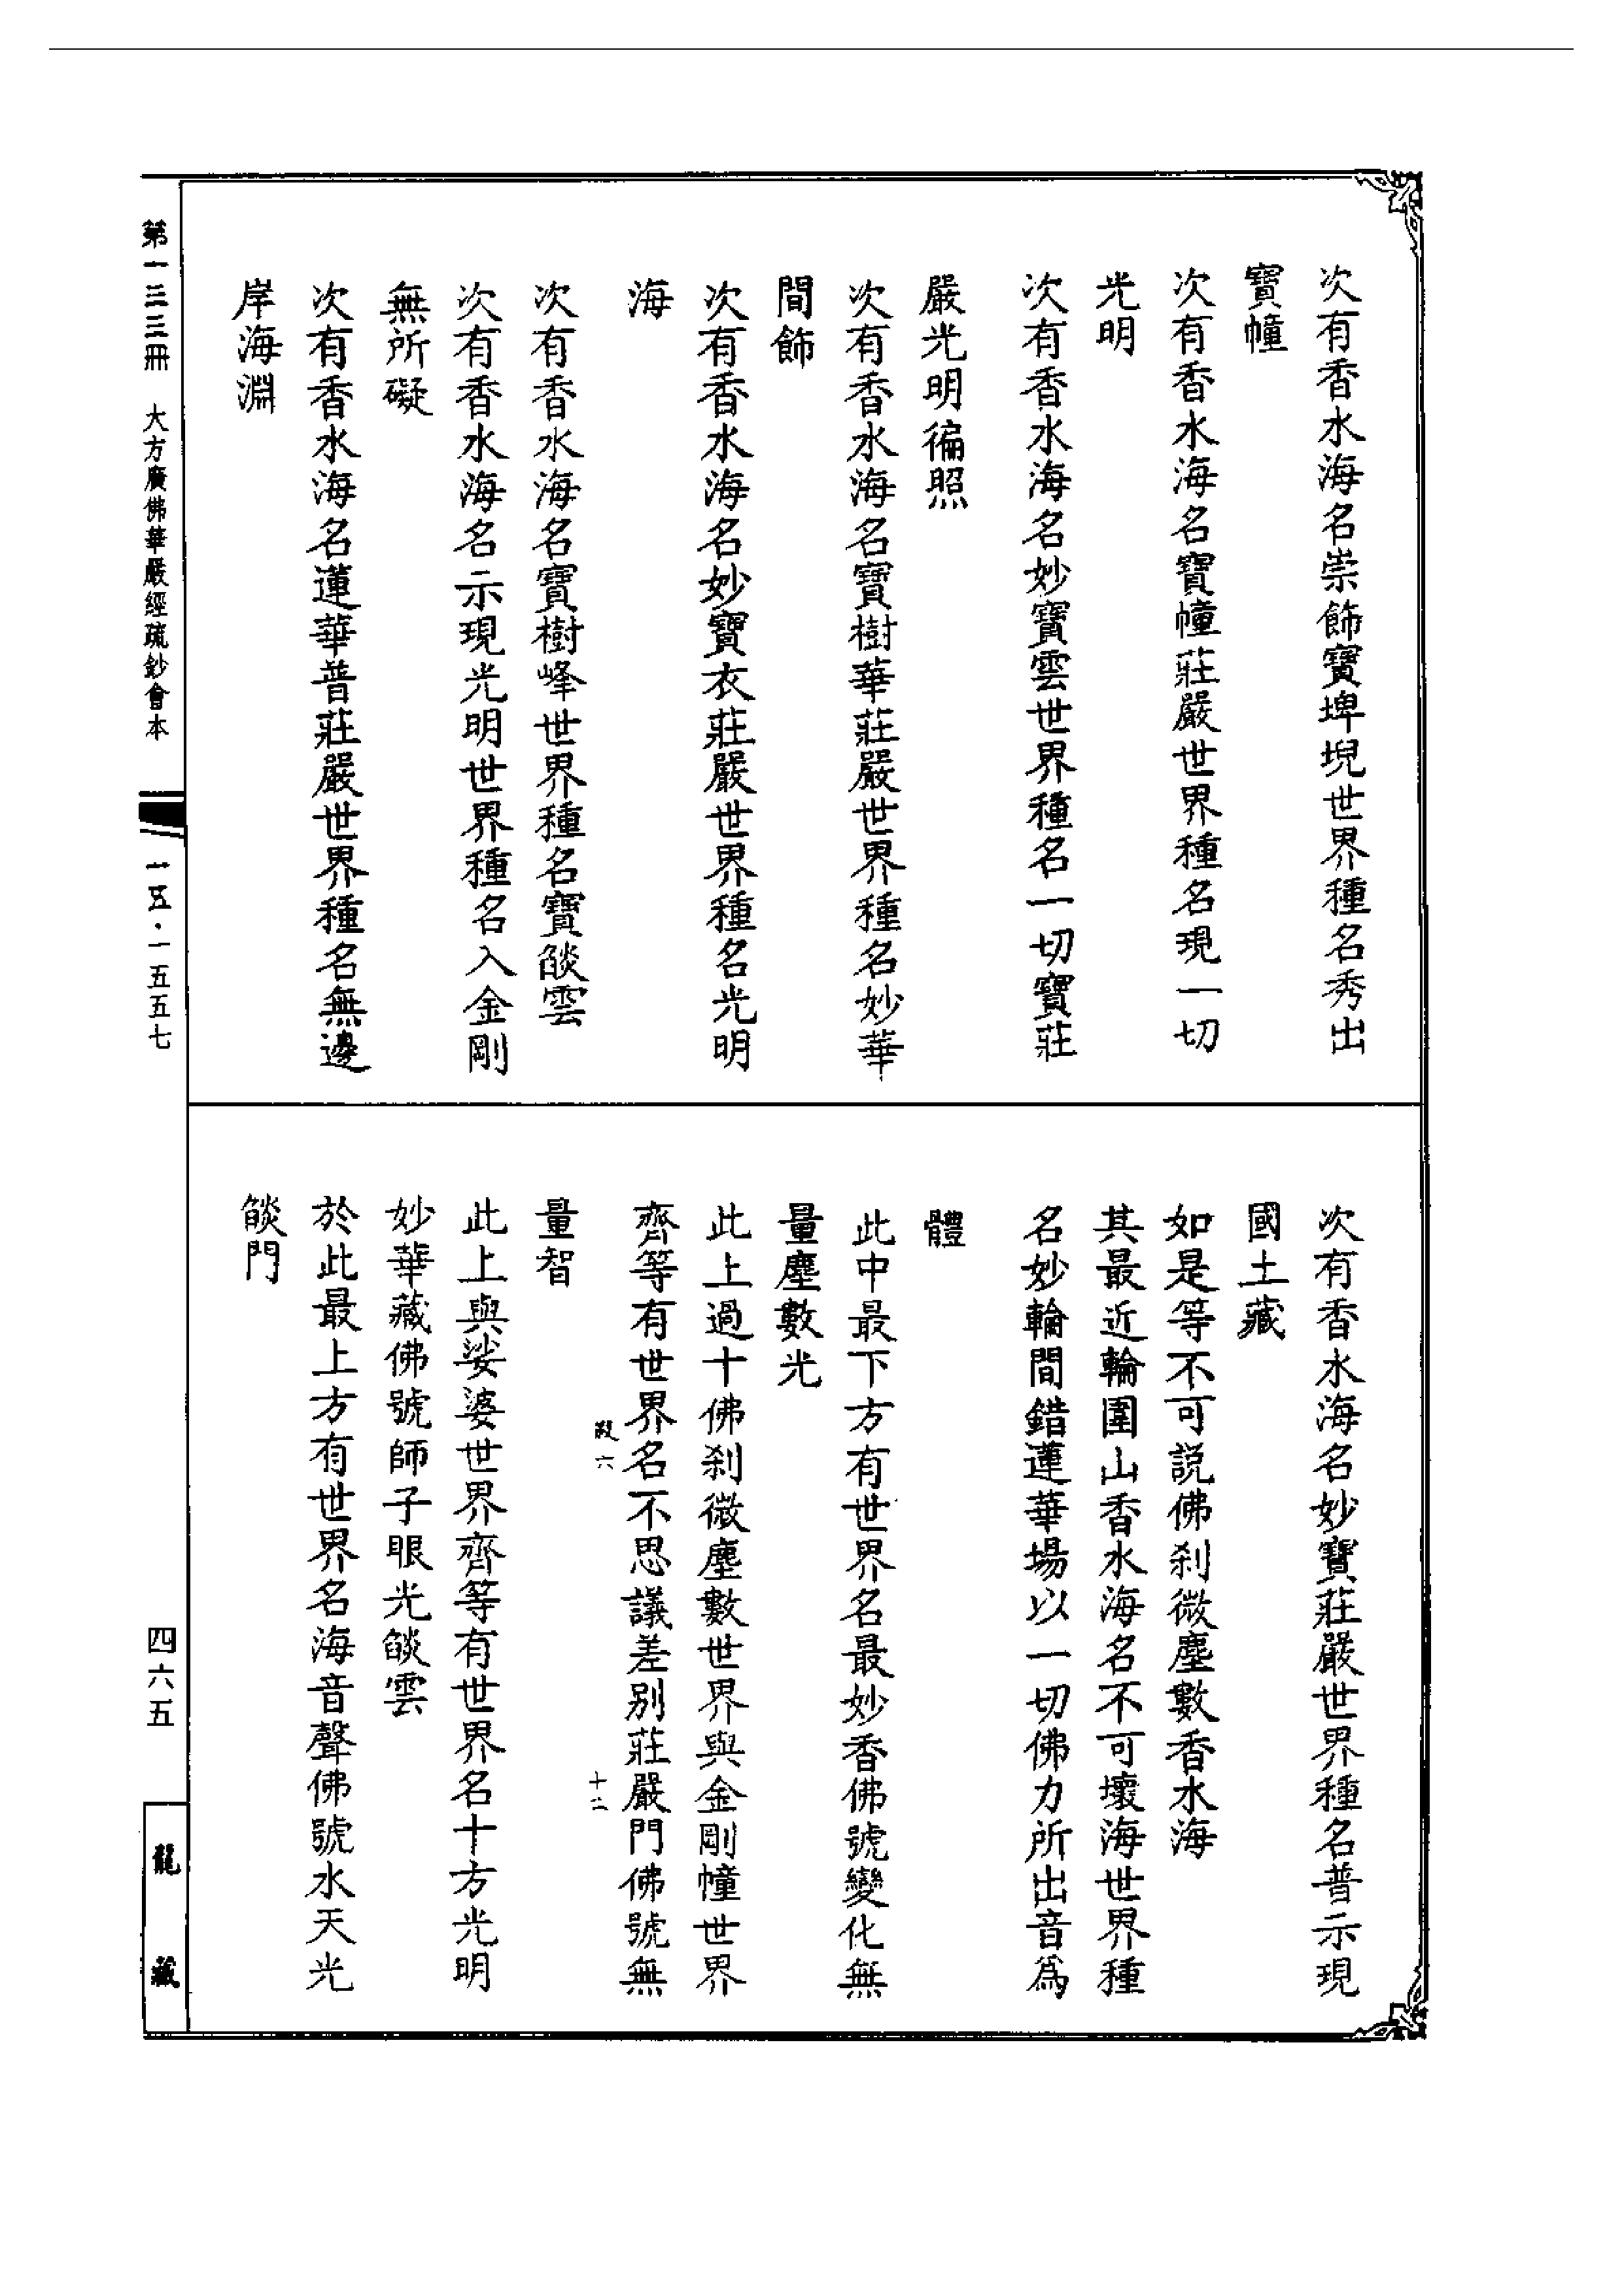 次有香水海名崇飾寶埤堄世界種名秀出
寶幢
次有香水海名寶幢莊嚴世界種名現一切
光明
次有香水海名妙寶雲世界種名一切寶莊
嚴光明徧照
次有香水海名寶樹華莊嚴世界種名妙華
間飾
次有香水海名妙寶衣莊嚴世界種名光明
海
次有香水海名寶樹峰世界種名寶燄雲
次有香水海名示現光明世界種名入金剛
無所礙
次有香水海名蓮華普莊嚴世界種名無邊
岸海淵
次有香水海名妙寶莊嚴世界種名普示現
國土藏
如是等不可説佛刹微塵數香水海
其最近輪圍山香水海名不可壞海世界種
名妙輪間錯蓮華場以一切佛力所出音爲
體
此中最下方有世界名最妙香佛號變化無
量塵數光
此上過十佛刹微塵數世界與金剛幢世界
齊等有世界名不思議差别莊嚴門佛號無
量智
此上與娑婆世界齊等有世界名十方光明
妙華藏佛號師子眼光燄雲
於此最上方有世界名海音聲佛號水天光
燄門
六
十二
第一三三冊　大方廣佛華嚴經疏鈔會本
一五·一五五七
四六五
龍藏